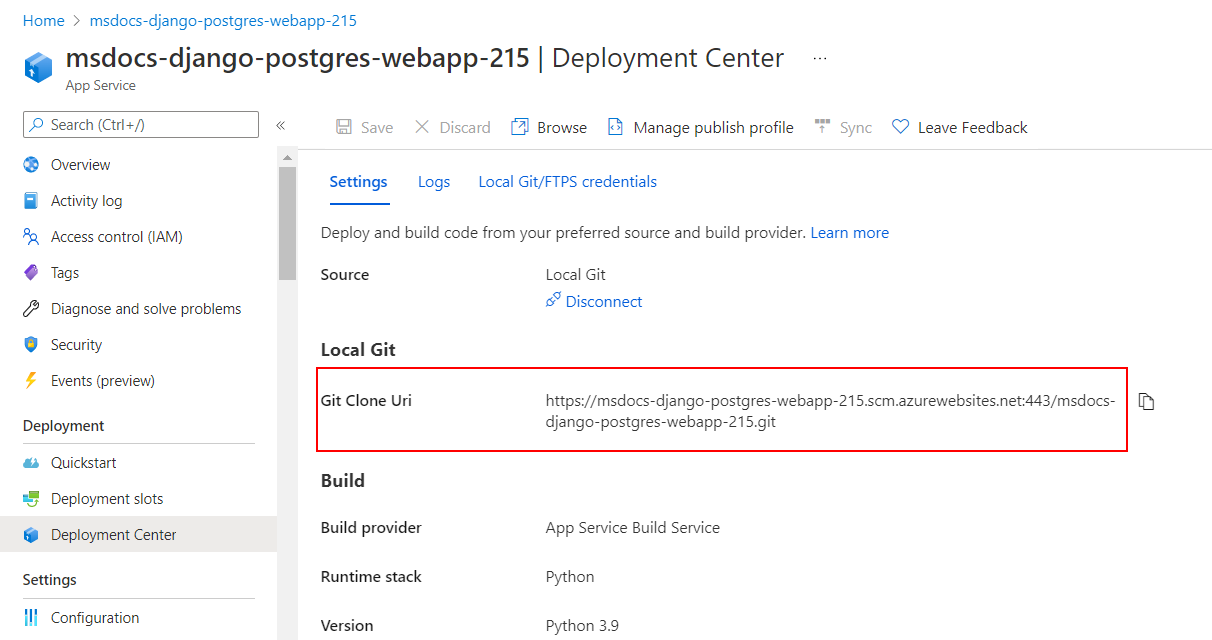 Home > msdocs-django-postgres-webapp-215
msdocs-django-postgres-webapp-215 | Deployment Center ...
App Service
Search (Ctrl+/) «
Overview
Activity log
Access control (IAM)
Tags
Diagnose and solve problems
Security
Events (preview)
Deployment
Quickstart
Deployment slots
Deployment Center
Settings
Configuration
Save Discard Browse Manage publish profile Sync Leave Feedback
Settings Logs Local Git/FTPS credentials
Deploy and build code from your preferred source and build provider. Learn more
Source Local Git
Disconnect
Local Git
Git Clone Uri https://msdocs-django-postgres-webapp-215.scm.azurewebsites.net:443/msdocs-
django-postgres-webapp-215.git
Build
Build provider App Service Build Service
Runtime stack Python
Version Python 3.9